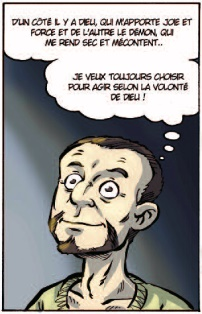 D'UN CÔTÉ IL Y A DIEU, QUI M'APPORTE JOIE ET
FORCE ET DE L'AUTRE LE DÉMON, QUI
ME REND SEC ET MÉCONTENT..
JE VEUX TOUJOURS CHOISIR
POUR AGIR SELON LA VOLONTÉ
DE DIEU !